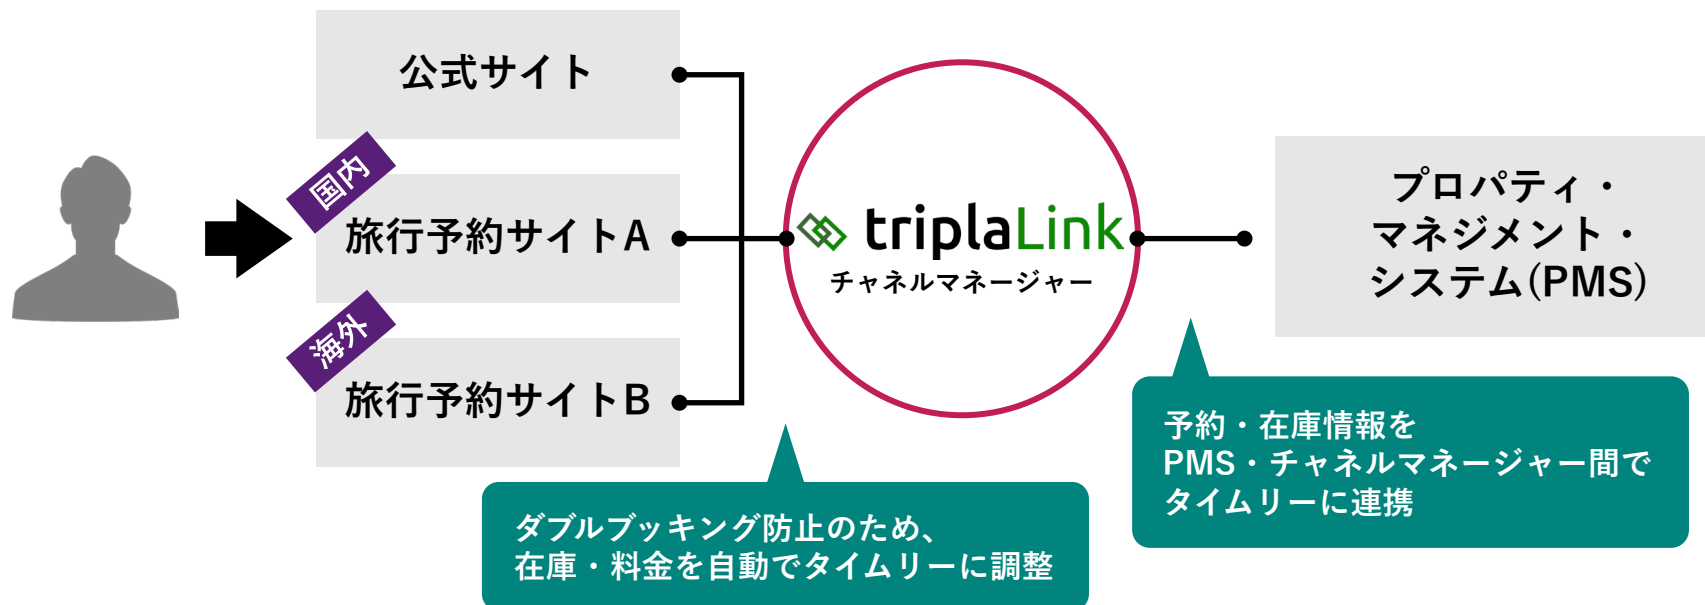 公式サイト
国内
旅行予約サイトA
海外
旅行予約サイトB
triplaLink
チャネルマネージャー
プロパティ・
マネジメント・
システム(PMS)
ダブルブッキング防止のため、
在庫・料金を自動でタイムリーに調整
予約・在庫情報を
PMS・チャネルマネージャー間で
タイムリーに連携